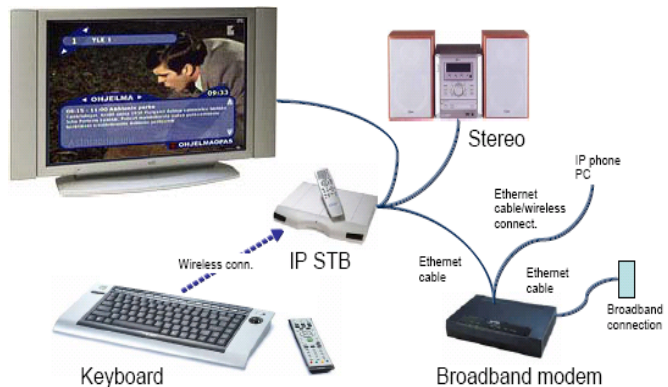 1 YLE 1
OHJELMA
09:33
OHJELMAOPAS
Stereo
IP phone
PC
Ethernet
cable/wireless
connect.
IP STB
Wireless conn.
Ethernet
cable
Ethernet
cable
Broadband
connection
Keyboard
Broadband modem